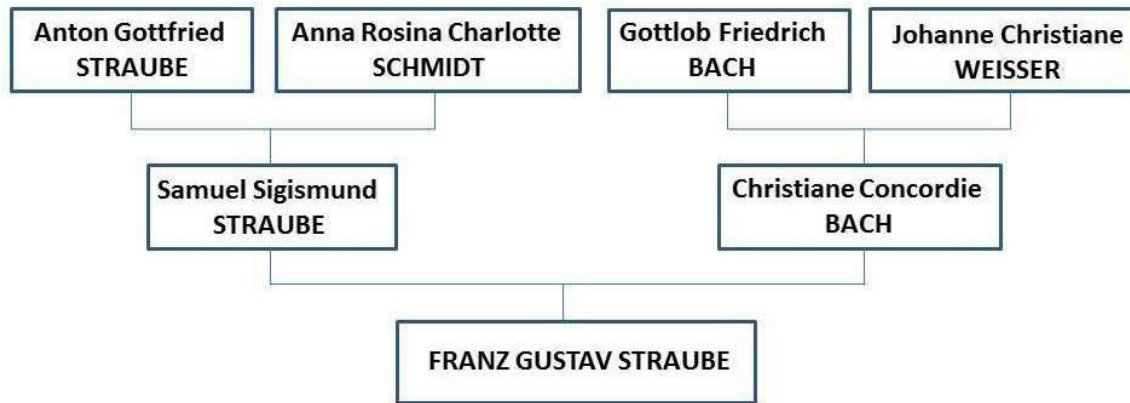 Anton Gottfried
STRAUBE
Anna Rosina Charlotte
SCHMIDT
Gottlob Friedrich
BACH
Johanne Christiane
WEISSER
Samuel Sigismund
STRAUBE
Christiane Concordie
BACH
FRANZ GUSTAV STRAUBE